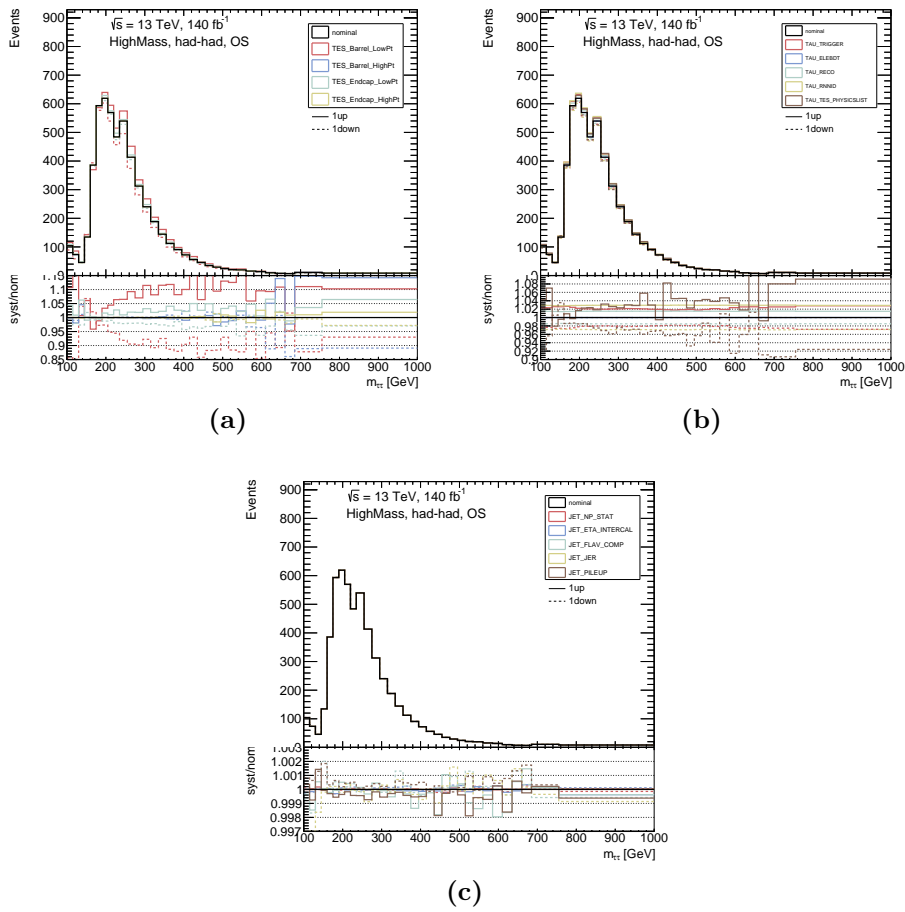 √s = 13 TeV, 140 fb⁻¹
HighMass, had-had, OS
Events
900
800
700
600
500
400
300
200
100
nominal
TES_Barrel_LowPt
TES_Barrel_HighPt
TES_Endcap_LowPt
TES_Endcap_HighPt
1up
1down
syst/nom
1.15
1.1
1.05
1
0.95
0.9
0.85
100 200 300 400 500 600 700 800 900 1000
m_ττ [GeV]
(a)
√s = 13 TeV, 140 fb⁻¹
HighMass, had-had, OS
Events
900
800
700
600
500
400
300
200
100
nominal
TAU_TRIGGER
TAU_ELEBDT
TAU_RECO
TAU_RNNID
TAU_TES_PHYSICSLIST
1up
1down
syst/nom
1.08
1.06
1.04
1.02
1
0.98
0.96
0.94
0.92
0.9
100 200 300 400 500 600 700 800 900 1000
m_ττ [GeV]
(b)
√s = 13 TeV, 140 fb⁻¹
HighMass, had-had, OS
Events
900
800
700
600
500
400
300
200
100
nominal
JET_NP_STAT
JET_ETA_INTERCAL
JET_FLAV_COMP
JET_JER
JET_PILEUP
1up
1down
syst/nom
1.003
1.002
1.001
1
0.999
0.998
0.997
100 200 300 400 500 600 700 800 900 1000
m_ττ [GeV]
(c)